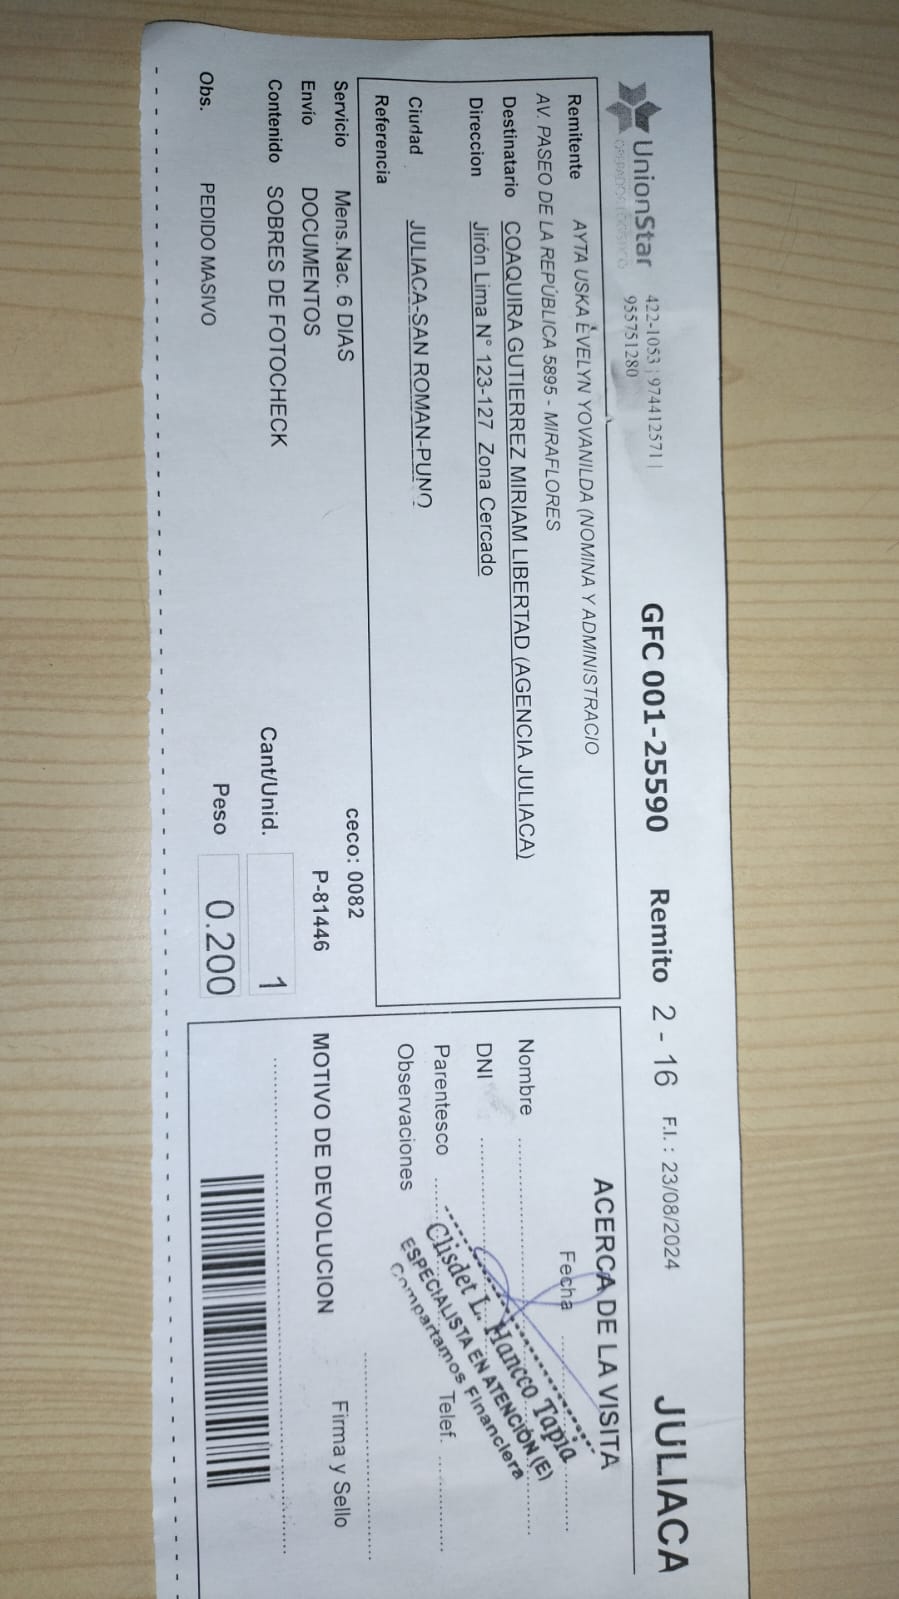 UnionStar
OPERADOR LOGISTICO
422-1053 | 974412571 |
955751280
GFC 001-25590 Remito 2 - 16 F.I. : 23/08/2024 JULIACA
Remitente AYTA USKA EVELYN YOVANILDA (NOMINA Y ADMINISTRACIO
AV. PASEO DE LA REPÚBLICA 5895 - MIRAFLORES
Destinatario COAQUIRA GUTIERREZ MIRIAM LIBERTAD (AGENCIA JULIACA)
Direccion Jirón Lima N° 123-127 Zona Cercado
Ciudad JULIACA-SAN ROMAN-PUNO
Referencia
Servicio Mens.Nac. 6 DIAS ceco: 0082
Envio DOCUMENTOS P-81446
Contenido SOBRES DE FOTOCHECK Cant/Unid. 1
Obs. PEDIDO MASIVO Peso 0.200
ACERCA DE LA VISITA
Fecha
Nombre
DNI
Parentesco Telef.
Observaciones
Clisdet L. Hancco Tapia
ESPECIALISTA EN ATENCIÓN (E)
Compartamos Financiera
MOTIVO DE DEVOLUCION Firma y Sello